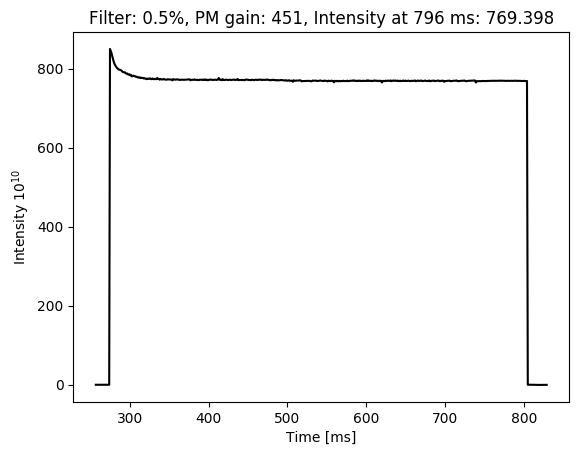 Filter: 0.5%, PM gain: 451, Intensity at 796 ms: 769.398
800
600
400
200
0
Intensity 10¹⁰
300 400 500 600 700 800
Time [ms]